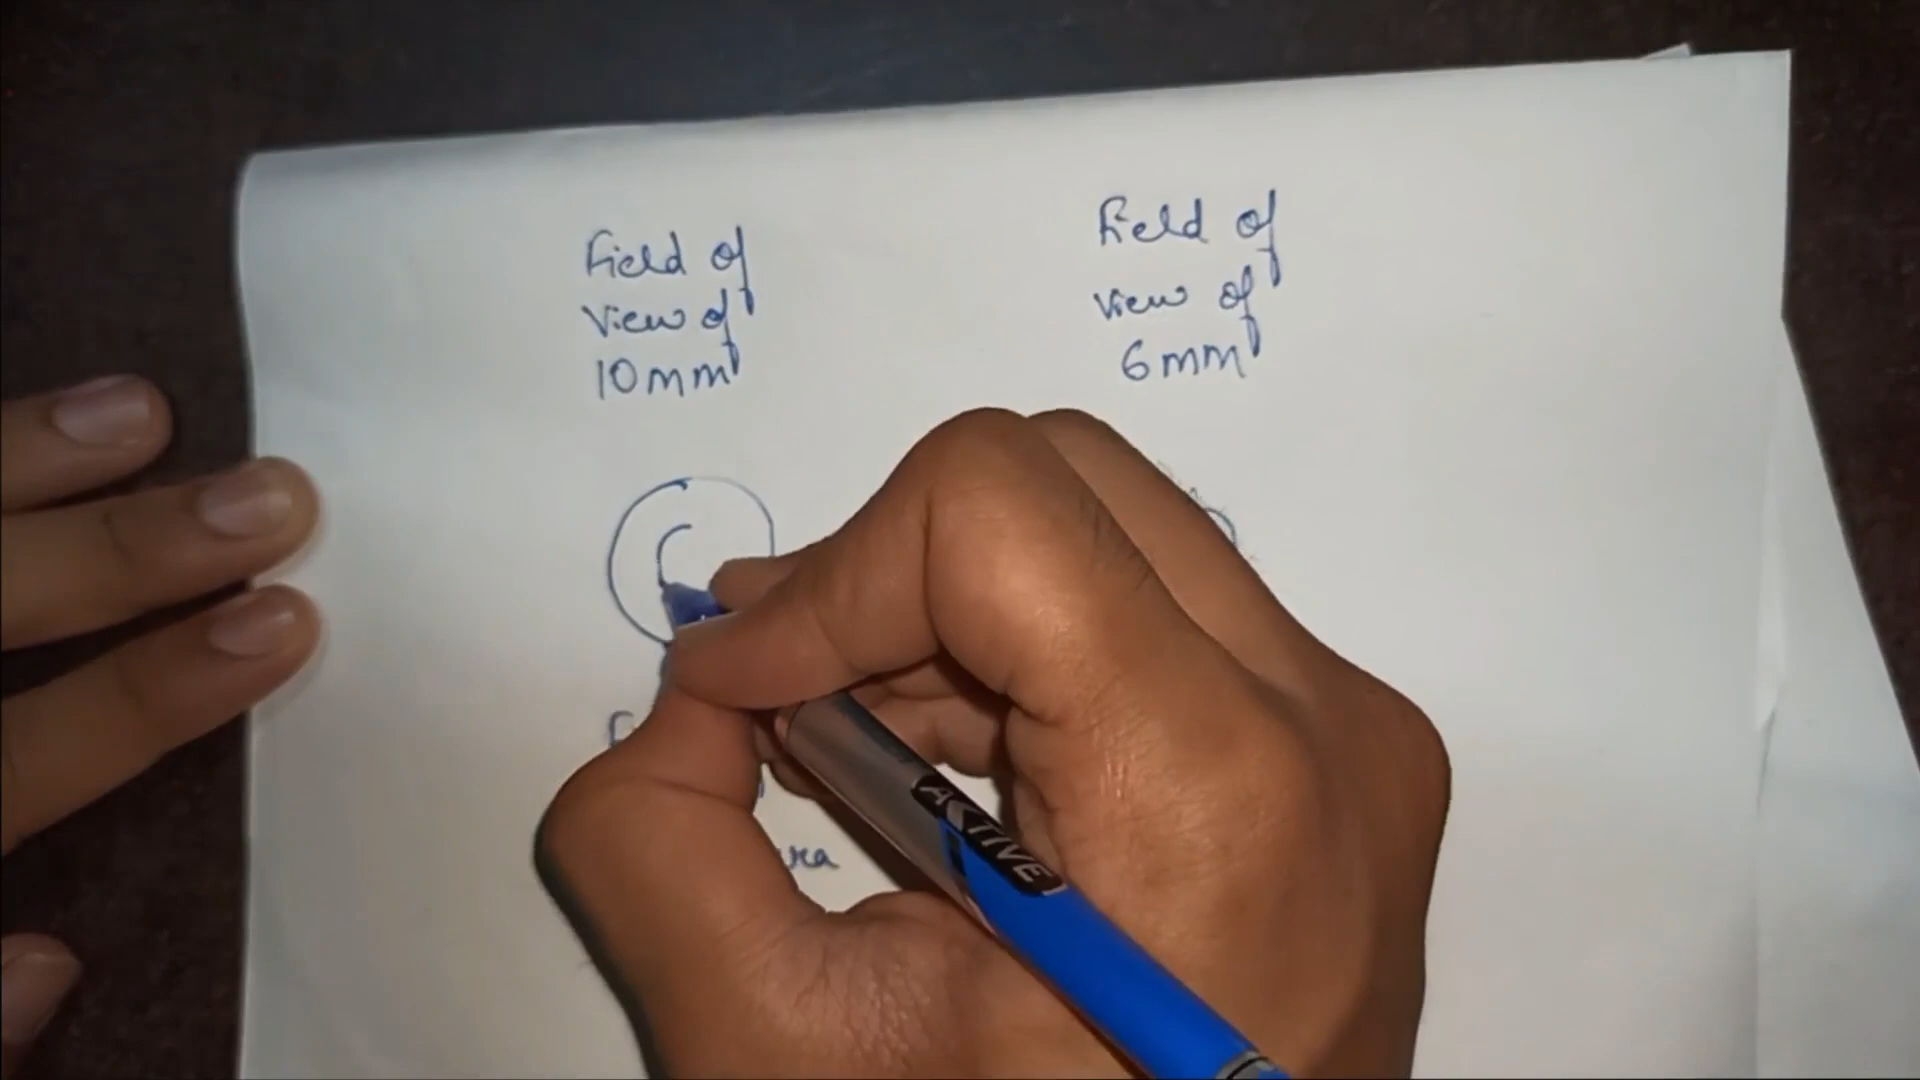 Field of
view of
10mm
Field of
view of
6mm
ACTIVE